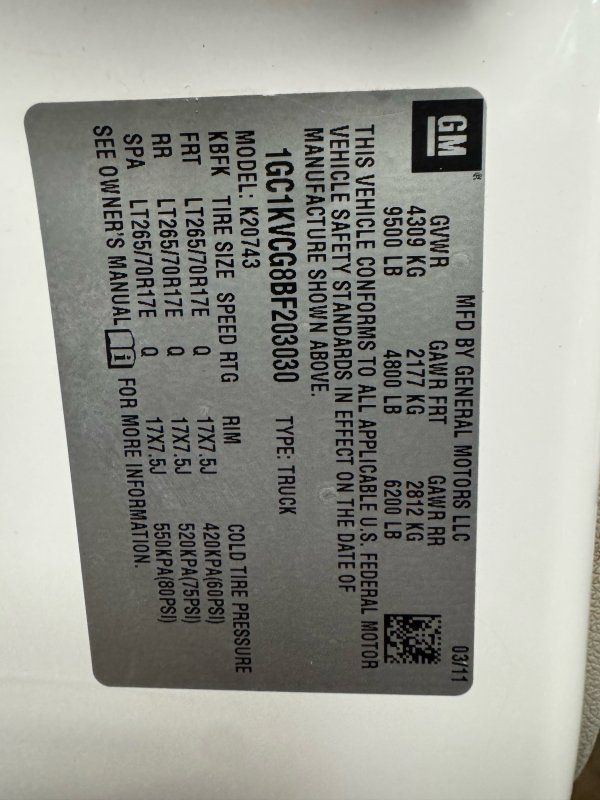 GM
MFD BY GENERAL MOTORS LLC 03/11
GVWR GAWR FRT GAWR RR
4309 KG 2177 KG 2812 KG
9500 LB 4800 LB 6200 LB
THIS VEHICLE CONFORMS TO ALL APPLICABLE U.S. FEDERAL MOTOR
VEHICLE SAFETY STANDARDS IN EFFECT ON THE DATE OF
MANUFACTURE SHOWN ABOVE.
1GC1KVCG8BF203030 TYPE: TRUCK
MODEL: K20743
KBFK TIRE SIZE SPEED RTG RIM COLD TIRE PRESSURE
FRT LT265/70R17E Q 17X7.5J 420KPA(60PSI)
RR LT265/70R17E Q 17X7.5J 520KPA(75PSI)
SPA LT265/70R17E Q 17X7.5J 550KPA(80PSI)
SEE OWNER'S MANUAL i FOR MORE INFORMATION.